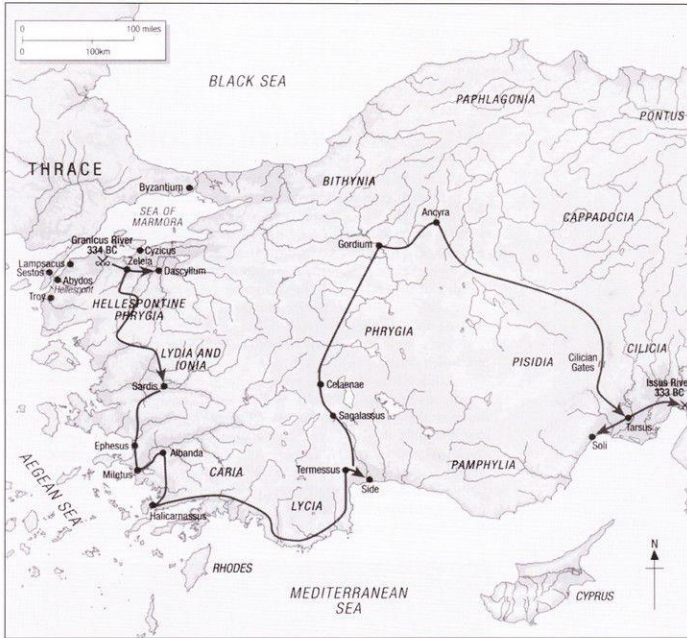 0 100 miles
0 100km
BLACK SEA
PAPHLAGONIA
PONTUS
THRACE
Byzantium
BITHYNIA
SEA OF
MARMORA
Ancyra
CAPPADOCIA
Granicus River
334 BC
Cyzicus
Gordium
Lampsacus
Zeleia
Sestos
Dascylium
Abydos
Hellespont
Troy
HELLESPONTINE
PHRYGIA
PHRYGIA
LYDIA AND
IONIA
PISIDIA
Cilician
Gates
CILICIA
Sardis
Celaenae
Issus River
333 BC
Sagalassus
Tarsus
Soli
Ephesus
Albanda
Miletus
CARIA
Termessus
PAMPHYLIA
Side
AEGEAN SEA
Halicarnassus
LYCIA
N
RHODES
MEDITERRANEAN
SEA
CYPRUS